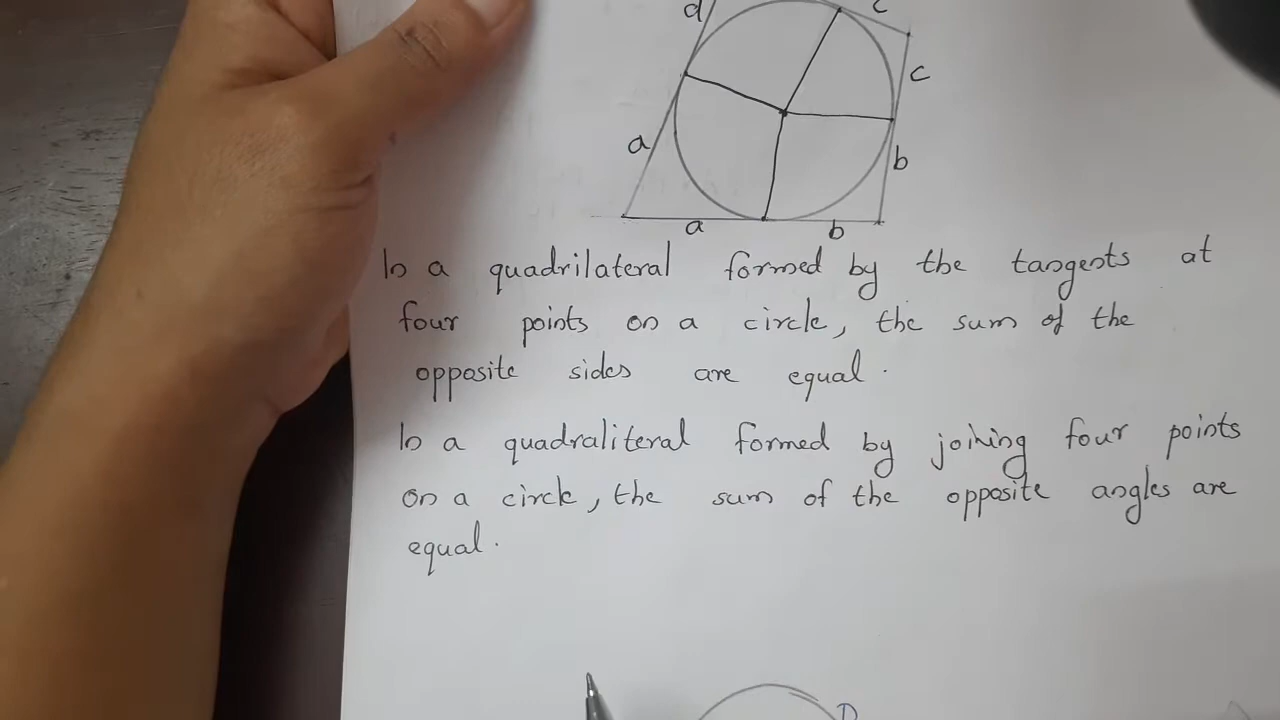 d
c
c
a
b
a
b
In a quadrilateral formed by the tangents at
four points on a circle, the sum of the
opposite sides are equal.
In a quadraliteral formed by joining four points
on a circle, the sum of the opposite angles are
equal.
D